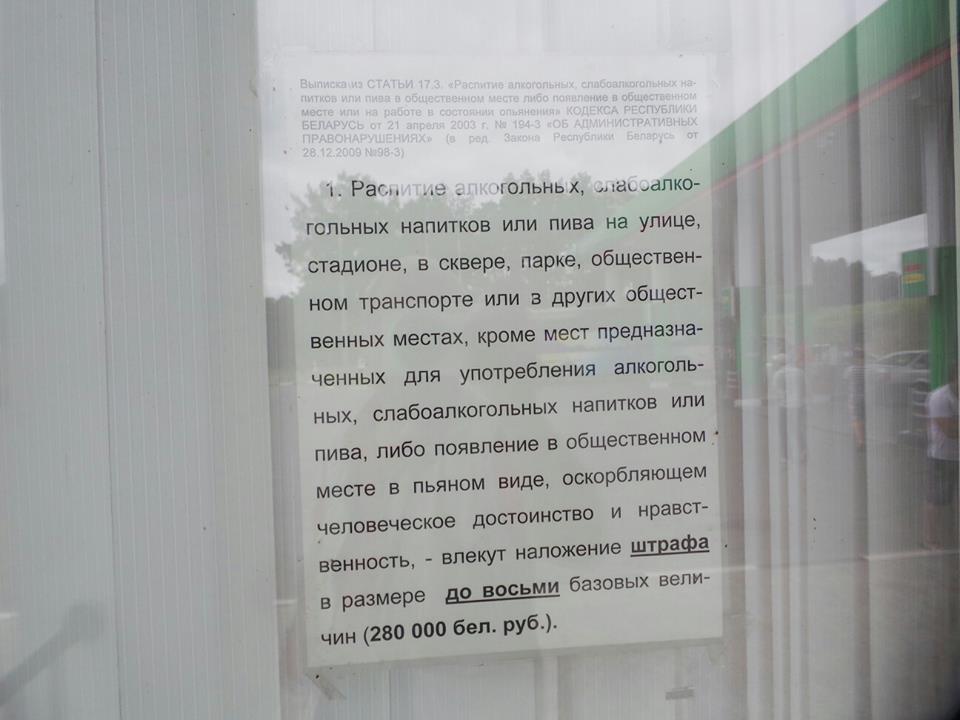 Выписка из СТАТЬИ 17.3. «Распитие алкогольных, слабоалкогольных на-
питков или пива в общественном месте либо появление в общественном
месте или на работе в состоянии опьянения» КОДЕКСА РЕСПУБЛИКИ
БЕЛАРУСЬ от 21 апреля 2003 г. № 194-З «ОБ АДМИНИСТРАТИВНЫХ
ПРАВОНАРУШЕНИЯХ» (в ред. Закона Республики Беларусь от
28.12.2009 №98-З)
1. Распитие алкогольных, слабоалко-
гольных напитков или пива на улице,
стадионе, в сквере, парке, обществен-
ном транспорте или в других общест-
венных местах, кроме мест предназна-
ченных для употребления алкоголь-
ных, слабоалкогольных напитков или
пива, либо появление в общественном
месте в пьяном виде, оскорбляющем
человеческое достоинство и нравст-
венность, - влекут наложение штрафа
в размере до восьми базовых вели-
чин (280 000 бел. руб.).